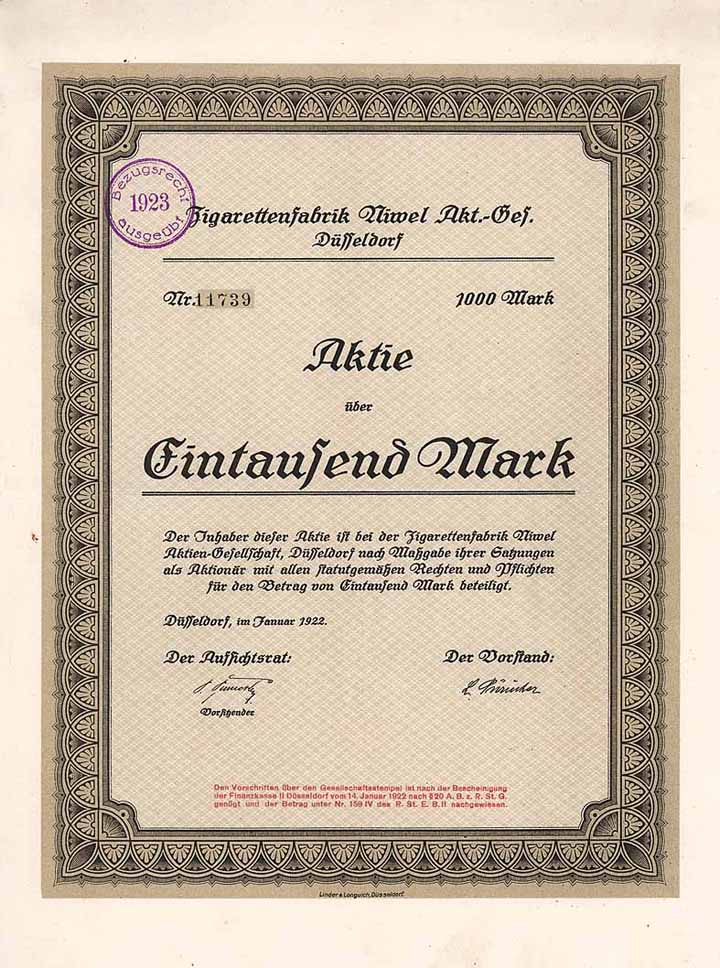 Bezugsrecht
1923
ausgeübt
Zigarettenfabrik Niwel Akt.-Ges.
Düsseldorf
Nr. 11739 1000 Mark
Aktie
über
Eintausend Mark
Der Inhaber dieser Aktie ist bei der Zigarettenfabrik Niwel
Aktien-Gesellschaft, Düsseldorf nach Maßgabe ihrer Satzungen
als Aktionär mit allen statutgemäßen Rechten und Pflichten
für den Betrag von Eintausend Mark beteiligt.
Düsseldorf, im Januar 1922.
Der Aufsichtsrat: Der Vorstand:
Vorsitzender
Den Vorschriften über den Gesellschaftsstempel ist nach der Bescheinigung
der Finanzkasse II Düsseldorf vom 14. Januar 1922 nach § 20 A. B. z. R. St. G.
genügt und der Betrag unter Nr. 159 IV des R. St. E. B. II nachgewiesen.
Linder & Longuich, Düsseldorf.